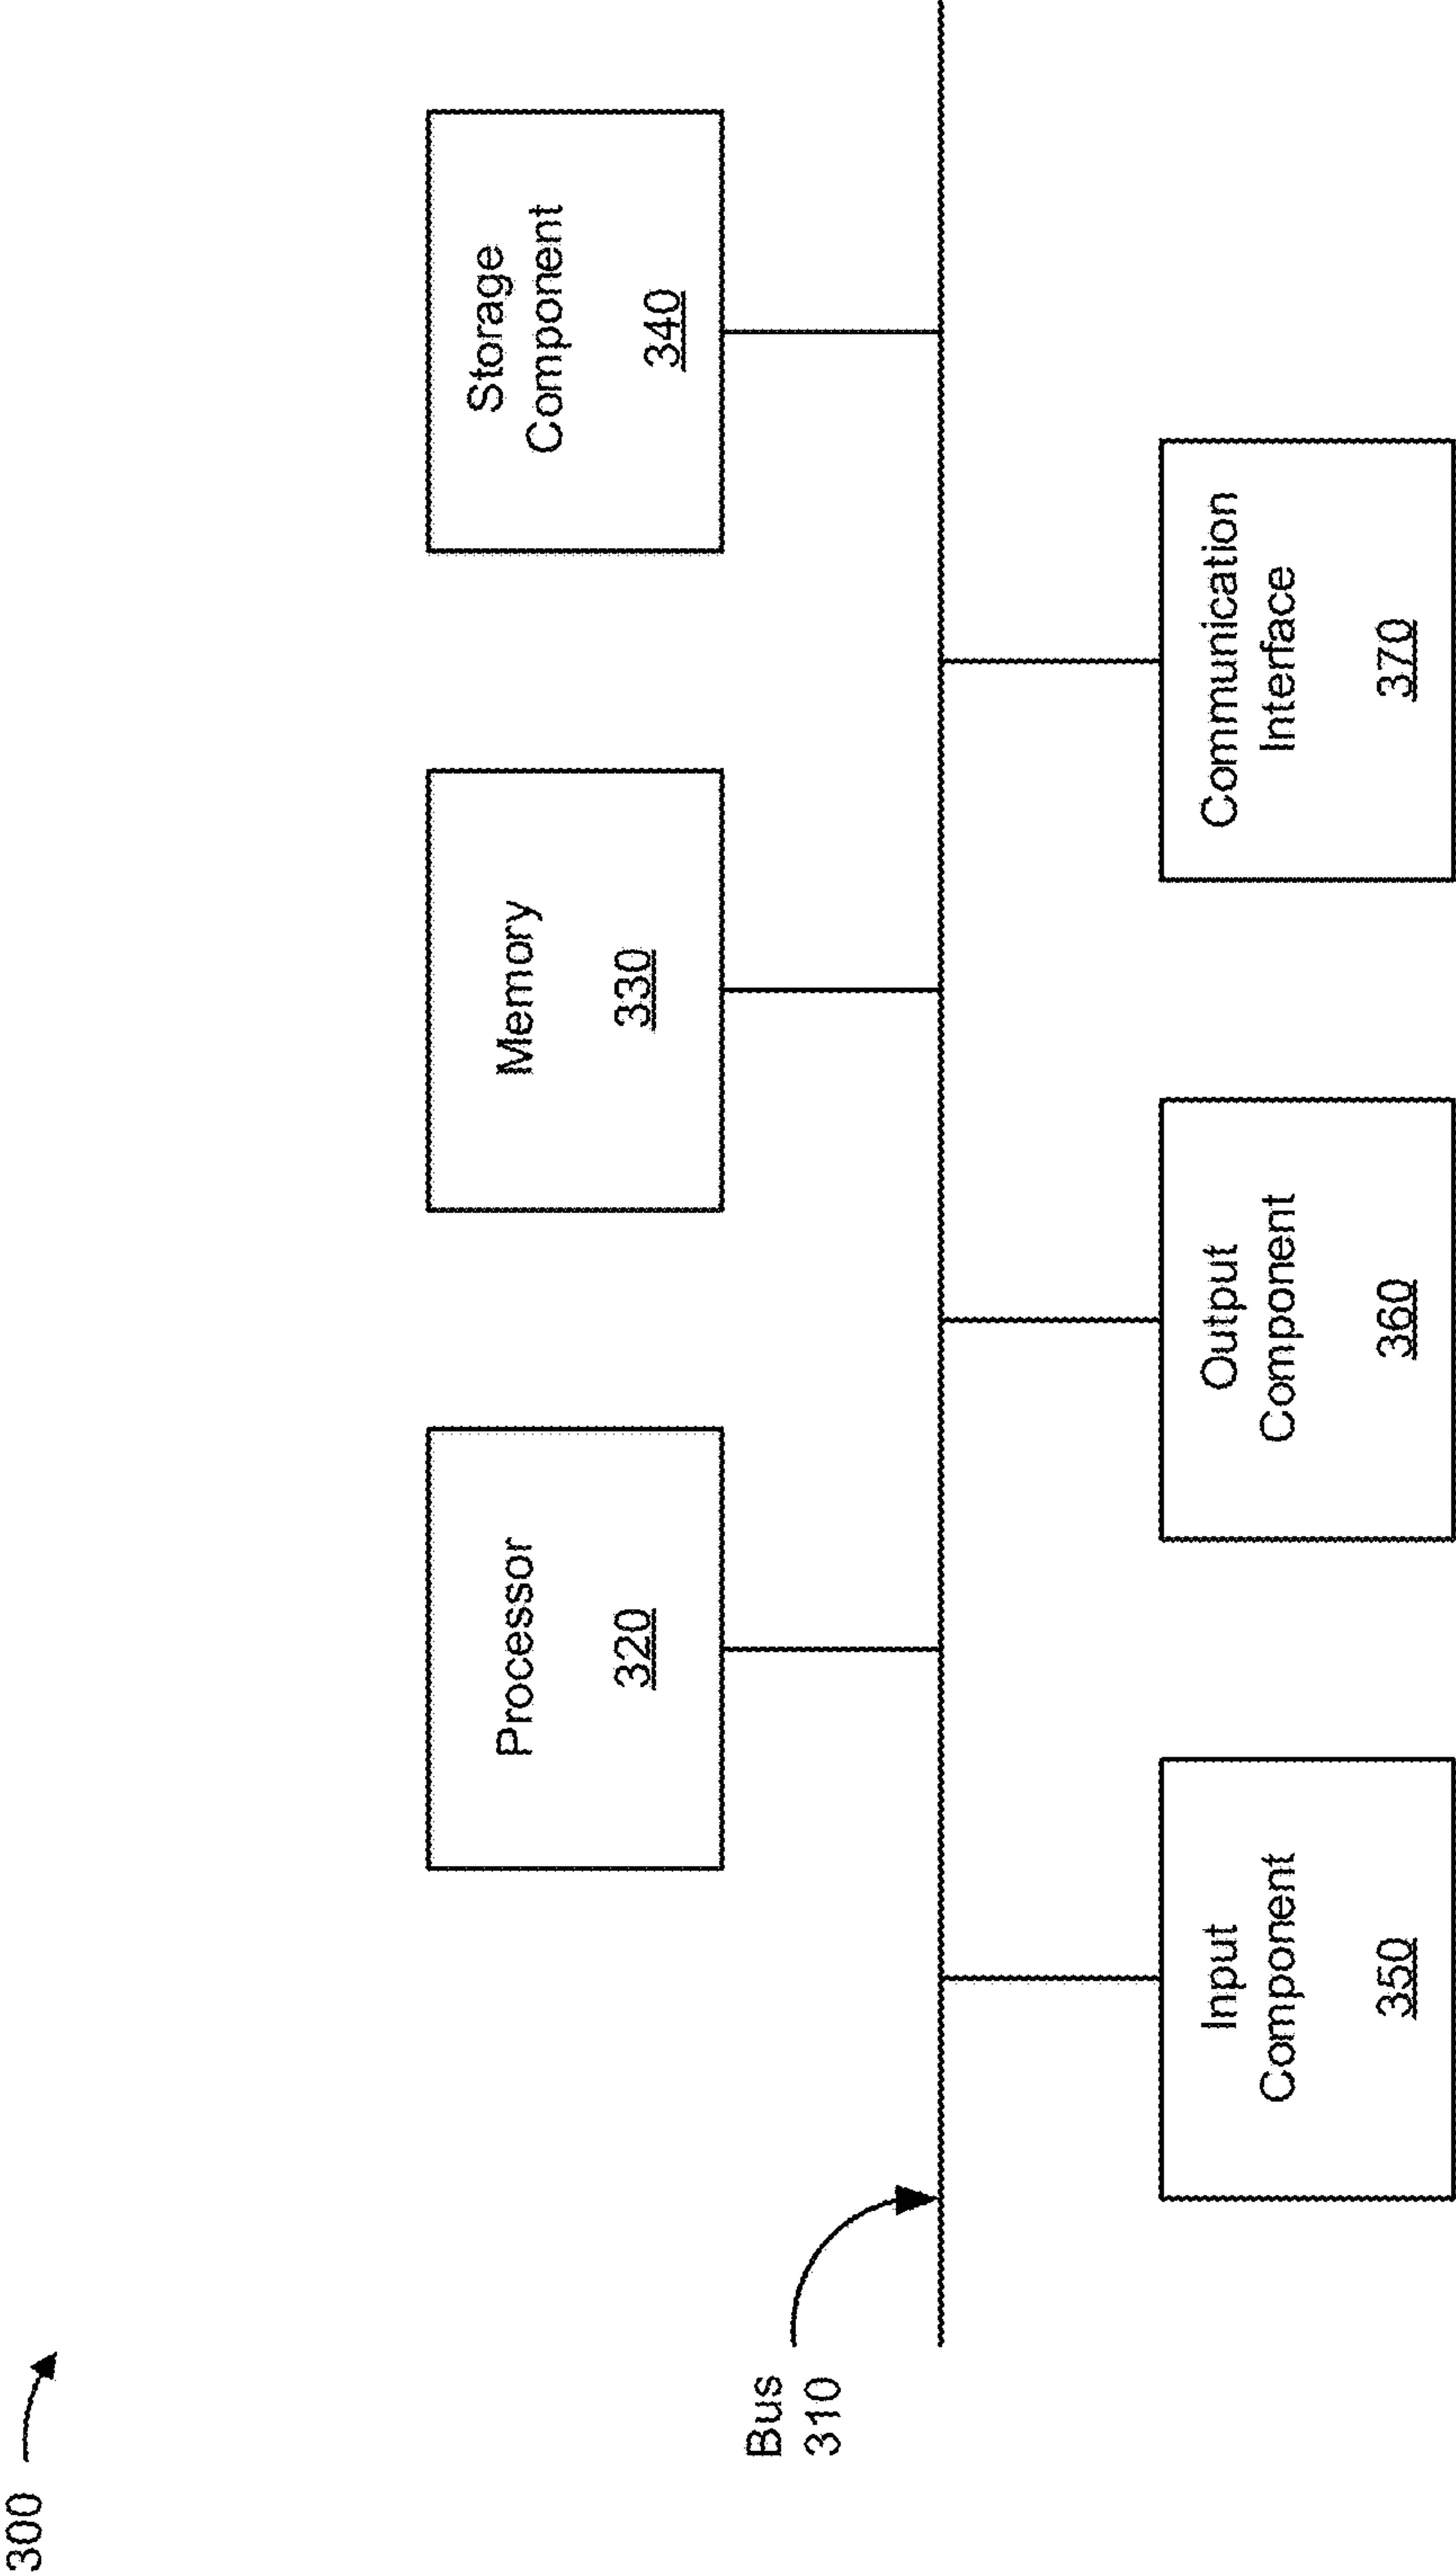 300
Bus
310
Processor
320
Memory
330
Storage
Component
340
Input
Component
350
Output
Component
360
Communication
Interface
370